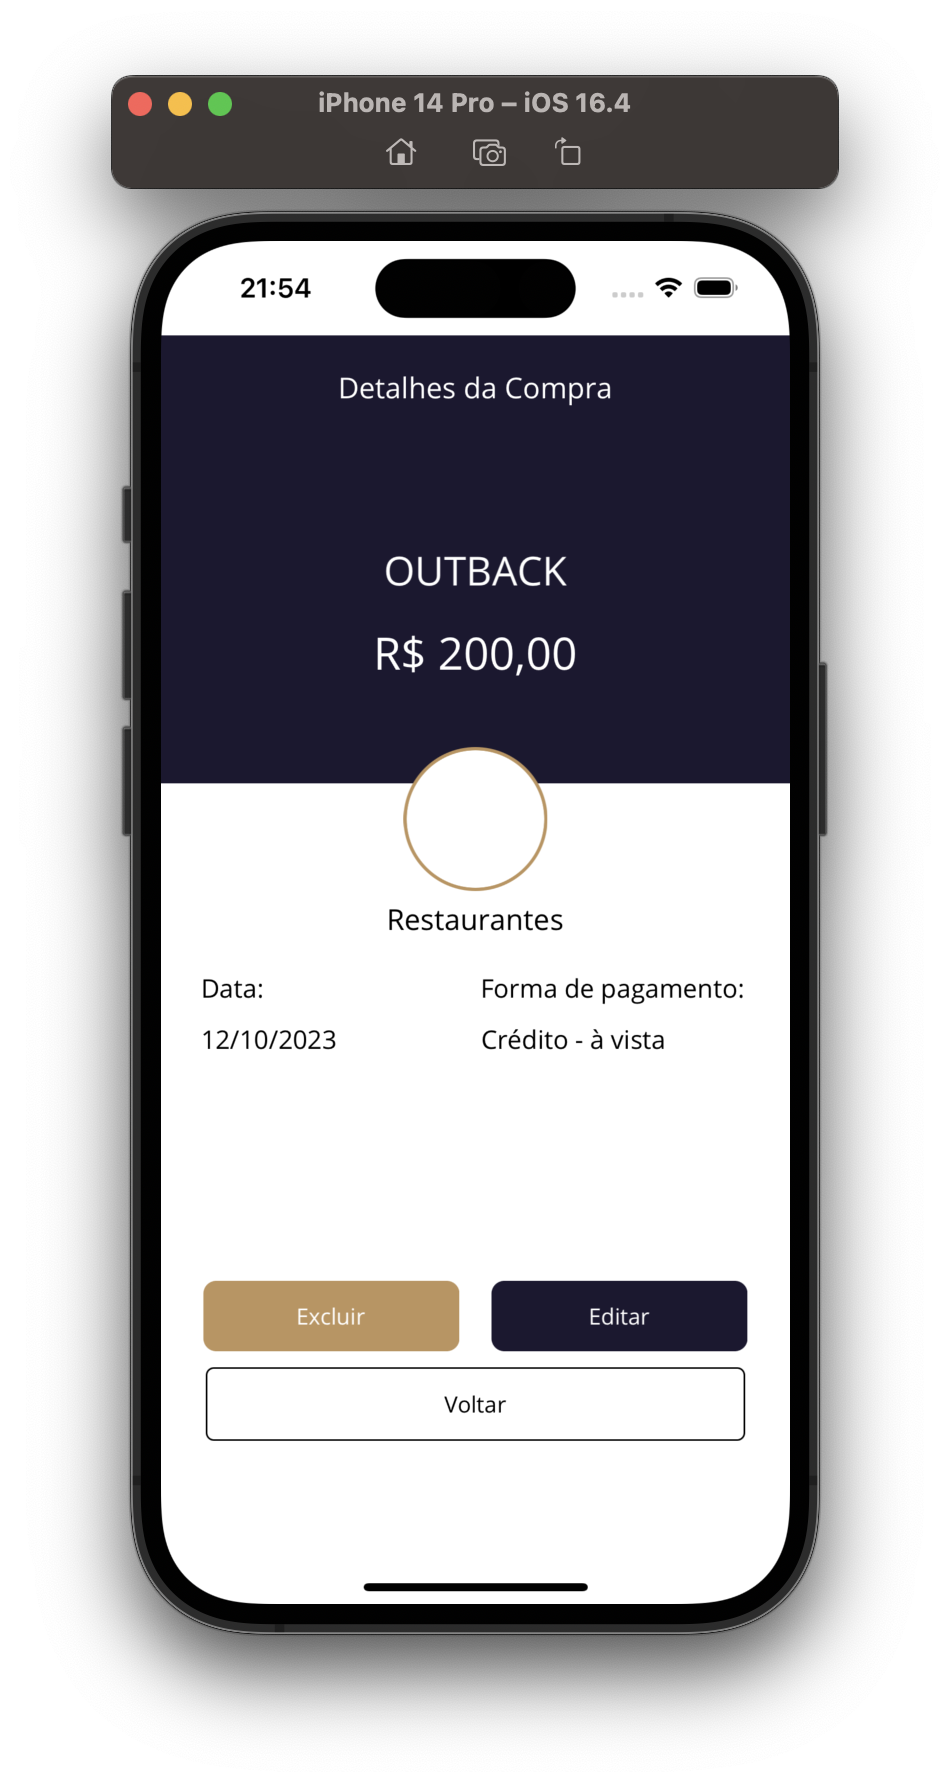 iPhone 14 Pro – iOS 16.4
21:54
Detalhes da Compra
OUTBACK
R$ 200,00
Restaurantes
Data:
Forma de pagamento:
12/10/2023
Crédito - à vista
Excluir
Editar
Voltar